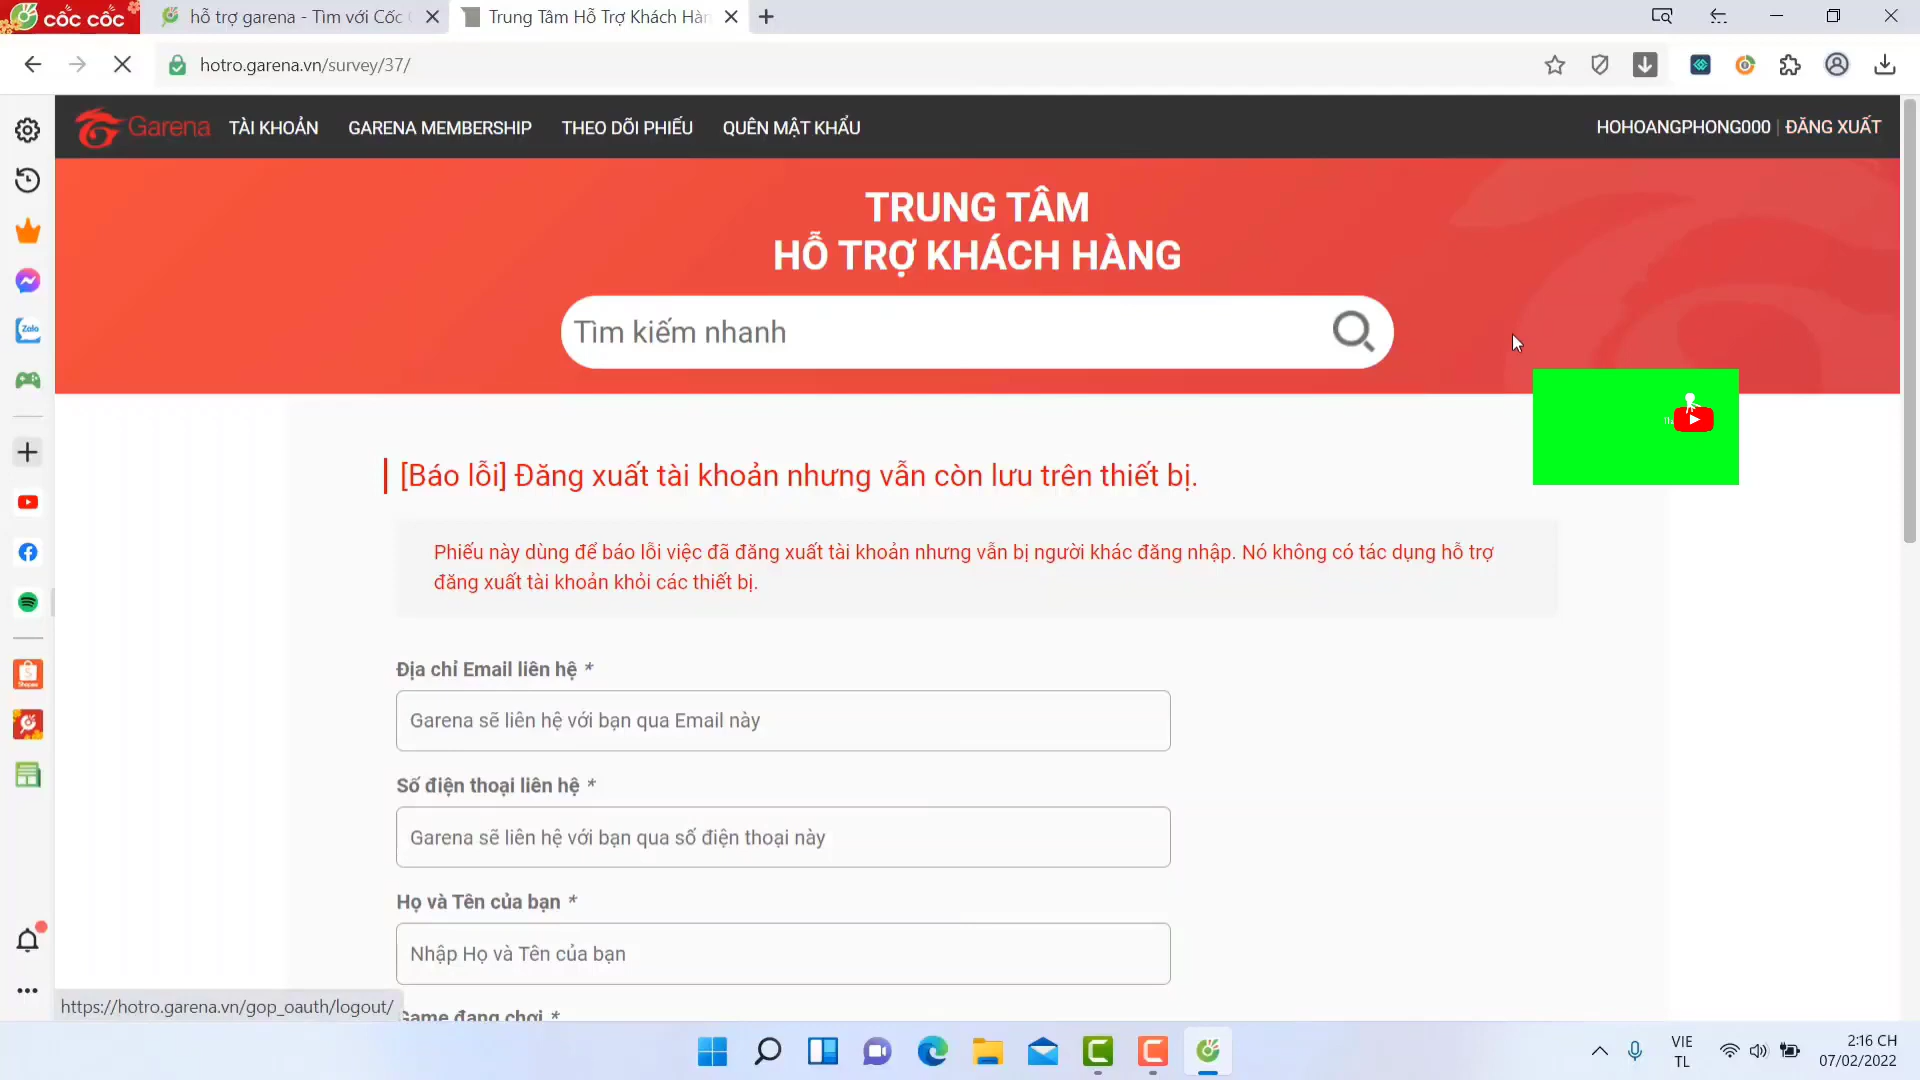 cốc cốc
hỗ trợ garena - Tìm với Cốc
Trung Tâm Hỗ Trợ Khách Hàn
hotro.garena.vn/survey/37/
Garena
TÀI KHOẢN
GARENA MEMBERSHIP
THEO DÕI PHIẾU
QUÊN MẬT KHẨU
HOHOANGPHONG000 | ĐĂNG XUẤT
TRUNG TÂM
HỖ TRỢ KHÁCH HÀNG
Tìm kiếm nhanh
[Báo lỗi] Đăng xuất tài khoản nhưng vẫn còn lưu trên thiết bị.
Phiếu này dùng để báo lỗi việc đã đăng xuất tài khoản nhưng vẫn bị người khác đăng nhập. Nó không có tác dụng hỗ trợ
đăng xuất tài khoản khỏi các thiết bị.
Địa chỉ Email liên hệ *
Garena sẽ liên hệ với bạn qua Email này
Số điện thoại liên hệ *
Garena sẽ liên hệ với bạn qua số điện thoại này
Họ và Tên của bạn *
Nhập Họ và Tên của bạn
Game đang chơi *
Zalo
Shopee
https://hotro.garena.vn/gop_oauth/logout/
VIE
TL
2:16 CH
07/02/2022